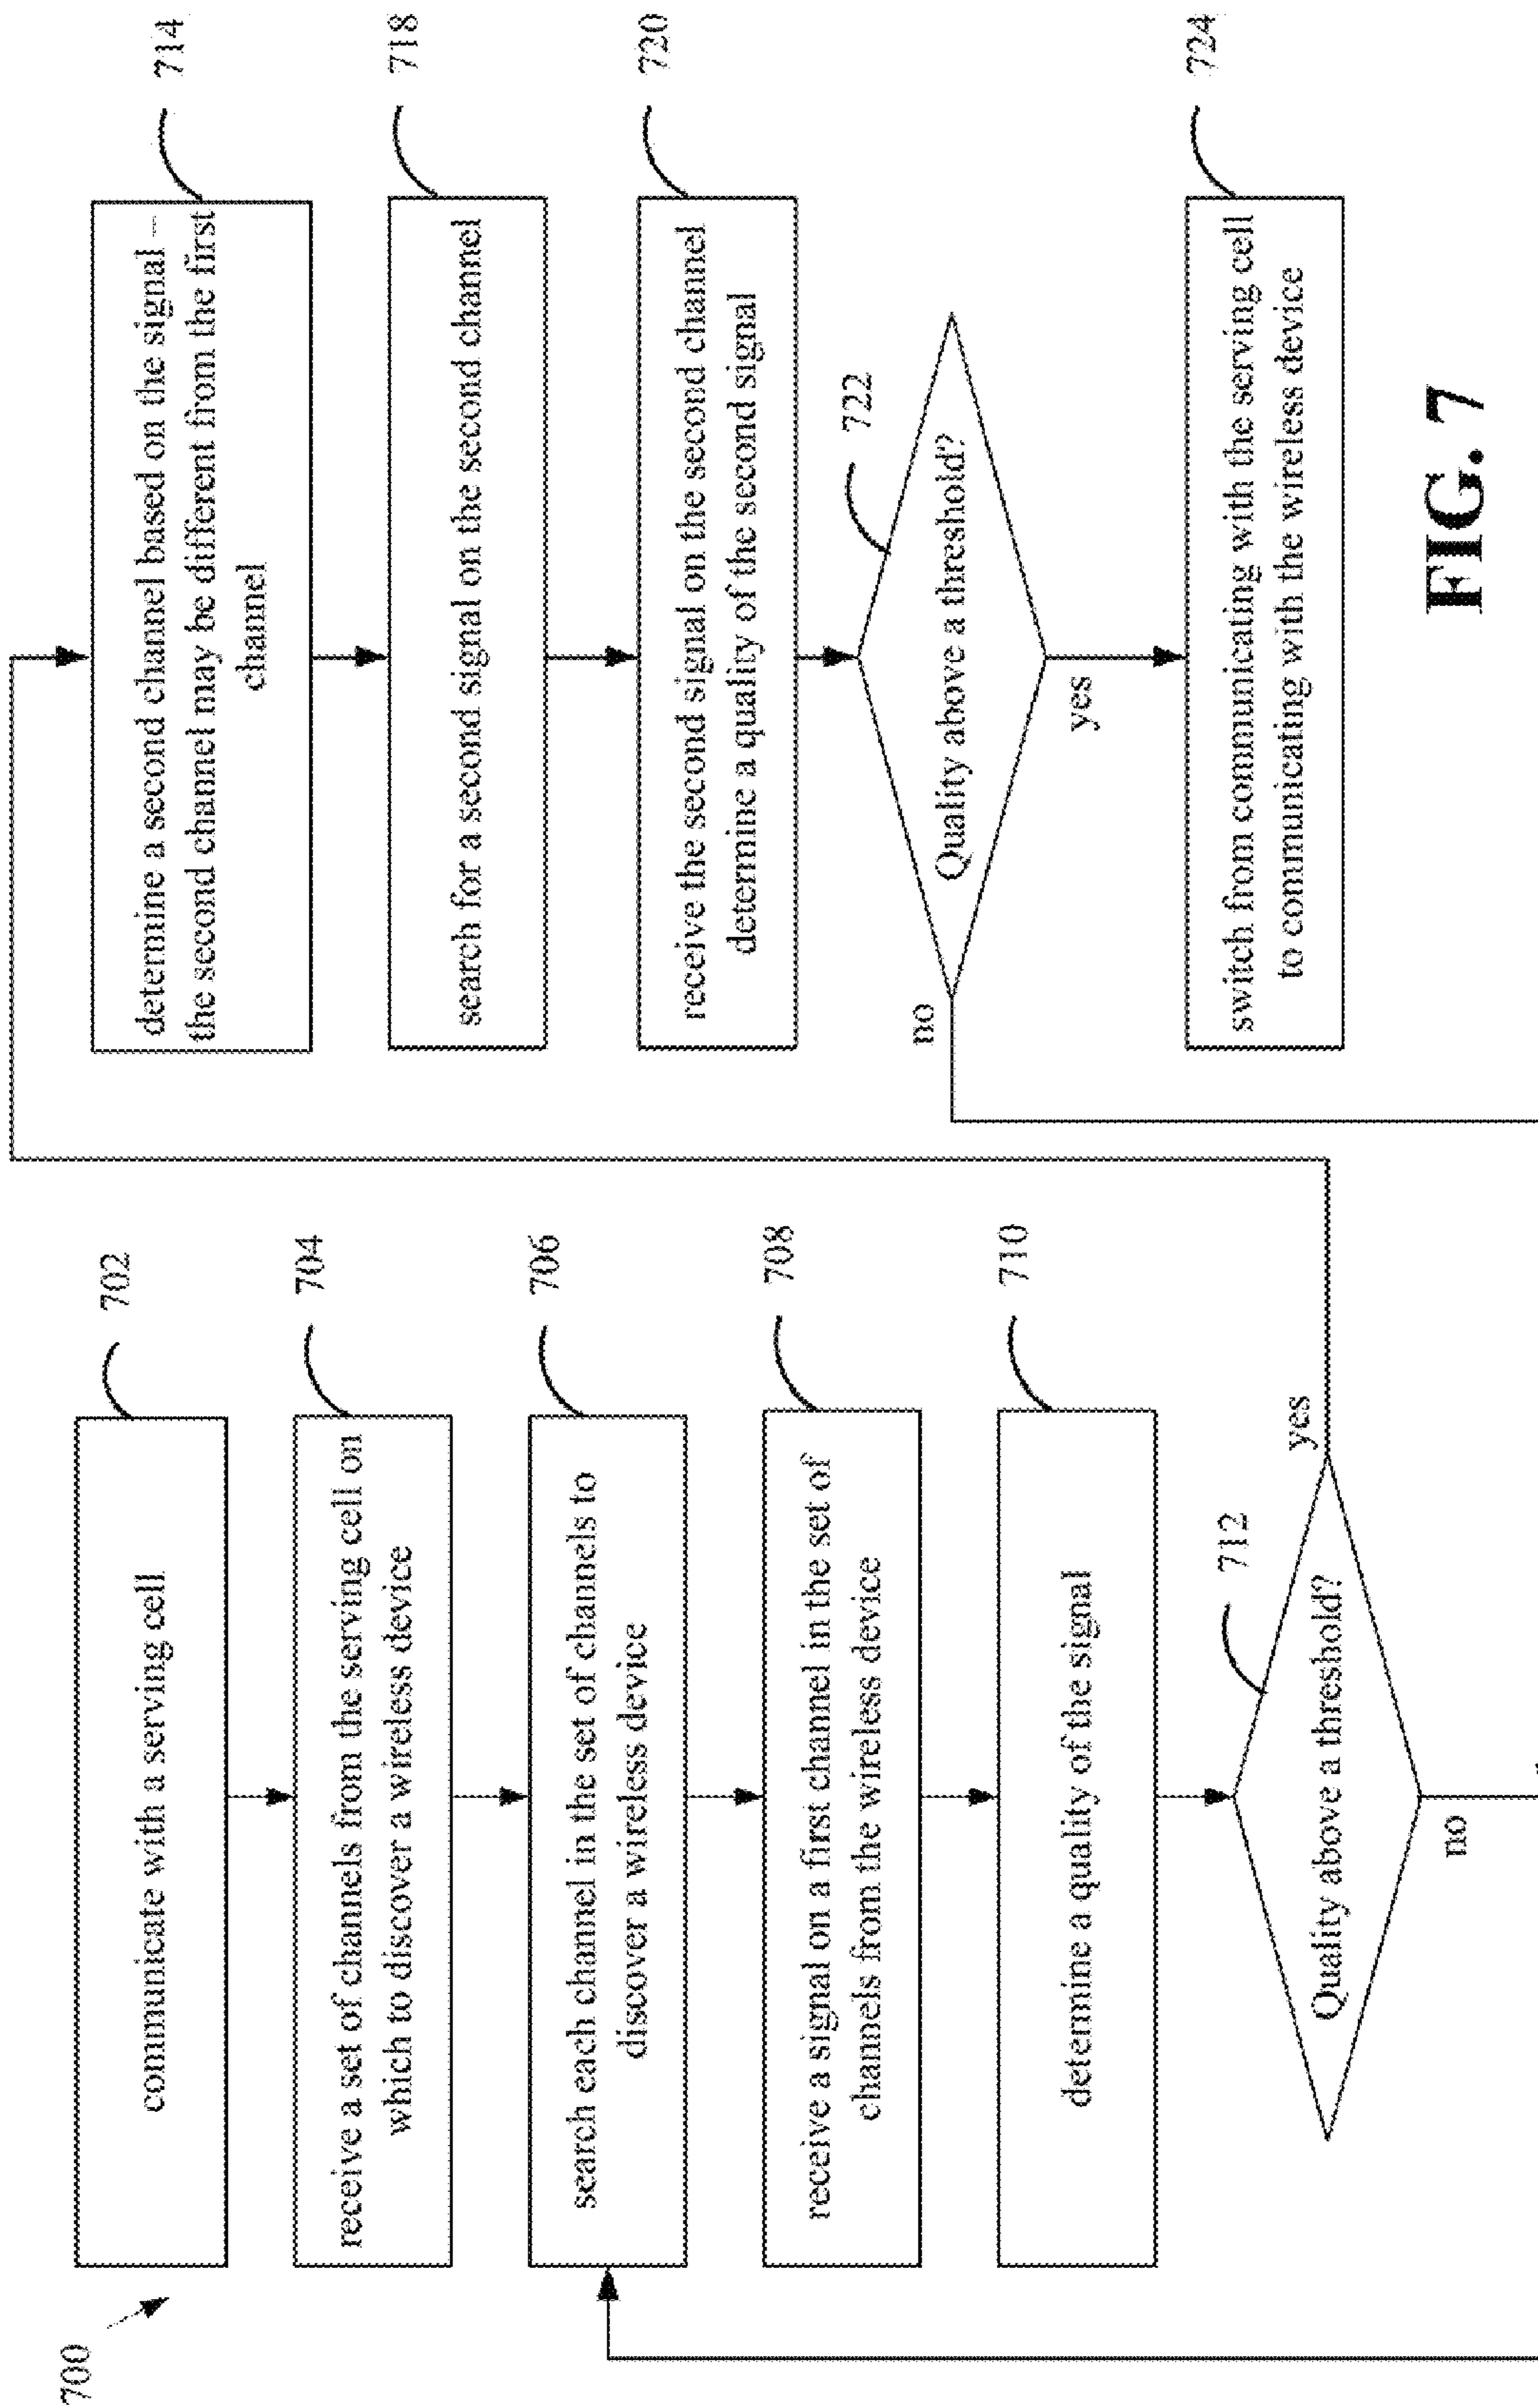 700
communicate with a serving cell
702
receive a set of channels from the serving cell on
which to discover a wireless device
704
search each channel in the set of channels to
discover a wireless device
706
receive a signal on a first channel in the set of
channels from the wireless device
708
determine a quality of the signal
710
Quality above a threshold?
712
yes
no
determine a second channel based on the signal –
the second channel may be different from the first
channel
714
search for a second signal on the second channel
718
receive the second signal on the second channel
determine a quality of the second signal
720
Quality above a threshold?
722
no
yes
switch from communicating with the serving cell
to communicating with the wireless device
724
FIG. 7